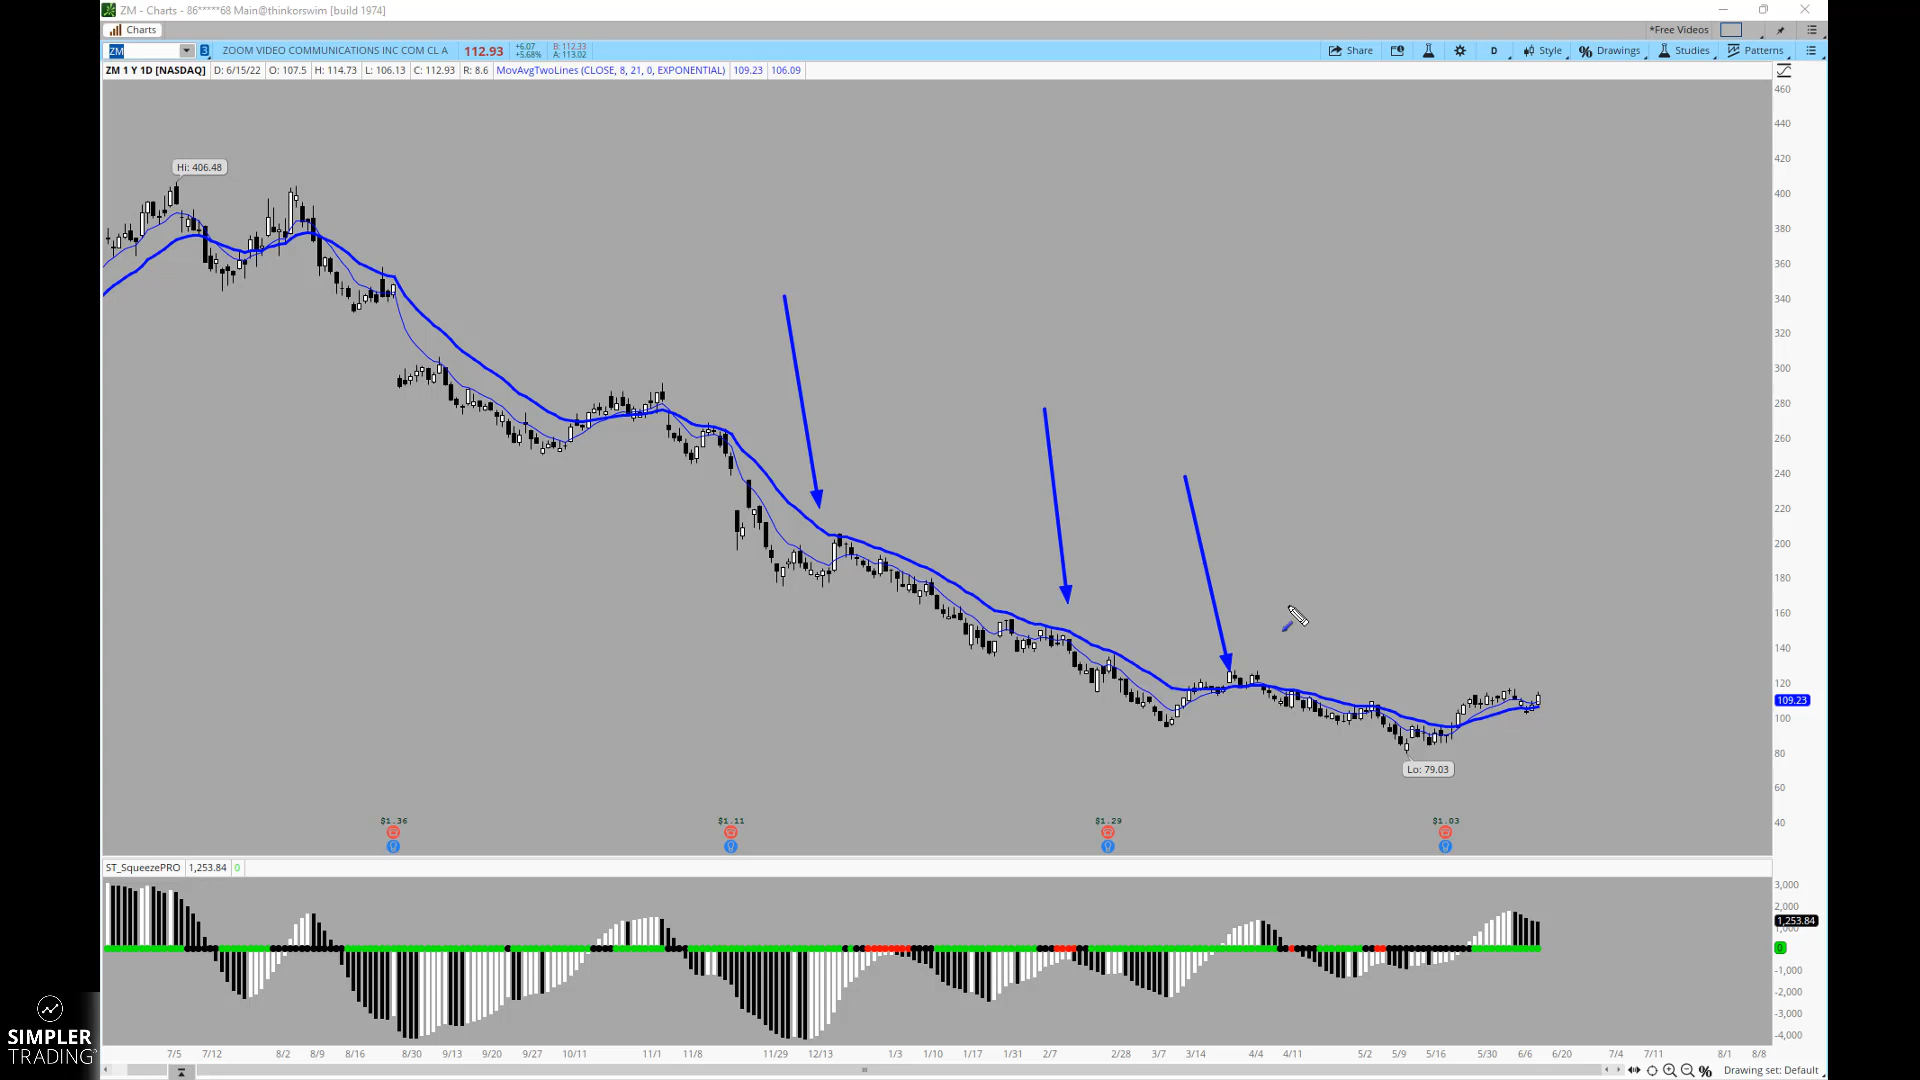 ZM - Charts - 86*****68 Main@thinkorswim [build 1974]
Charts
*Free Videos
ZM
3
ZOOM VIDEO COMMUNICATIONS INC COM CL A
112.93
+6.07
+5.68%
B: 112.33
A: 113.02
Share
D
Style
Drawings
Studies
Patterns
ZM 1 Y 1D [NASDAQ]
D: 6/15/22
O: 107.5
H: 114.73
L: 106.13
C: 112.93
R: 8.6
MovAvgTwoLines (CLOSE, 8, 21, 0, EXPONENTIAL)
109.23
106.09
460
440
420
400
380
360
340
320
300
280
260
240
220
200
180
160
140
120
109.23
100
80
60
40
Hi: 406.48
Lo: 79.03
$1.36
$1.11
$1.29
$1.03
ST_SqueezePRO
1,253.84
0
3,000
2,000
1,253.84
1,000
0
-1,000
-2,000
-3,000
-4,000
7/5
7/12
8/2
8/9
8/16
8/30
9/13
9/20
9/27
10/11
11/1
11/8
11/29
12/13
1/3
1/10
1/17
1/31
2/7
2/28
3/7
3/14
4/4
4/11
5/2
5/9
5/16
5/30
6/6
6/20
7/4
7/11
8/1
8/8
Drawing set: Default
SIMPLER
TRADING